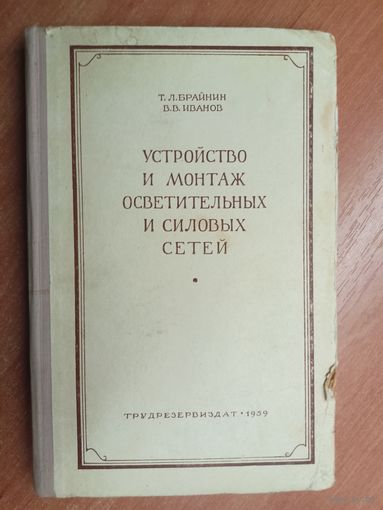 Т. Л. БРАЙНИН
В. В. ИВАНОВ
УСТРОЙСТВО
И МОНТАЖ
ОСВЕТИТЕЛЬНЫХ
И СИЛОВЫХ
СЕТЕЙ
ТРУДРЕЗЕРВИЗДАТ • 1959